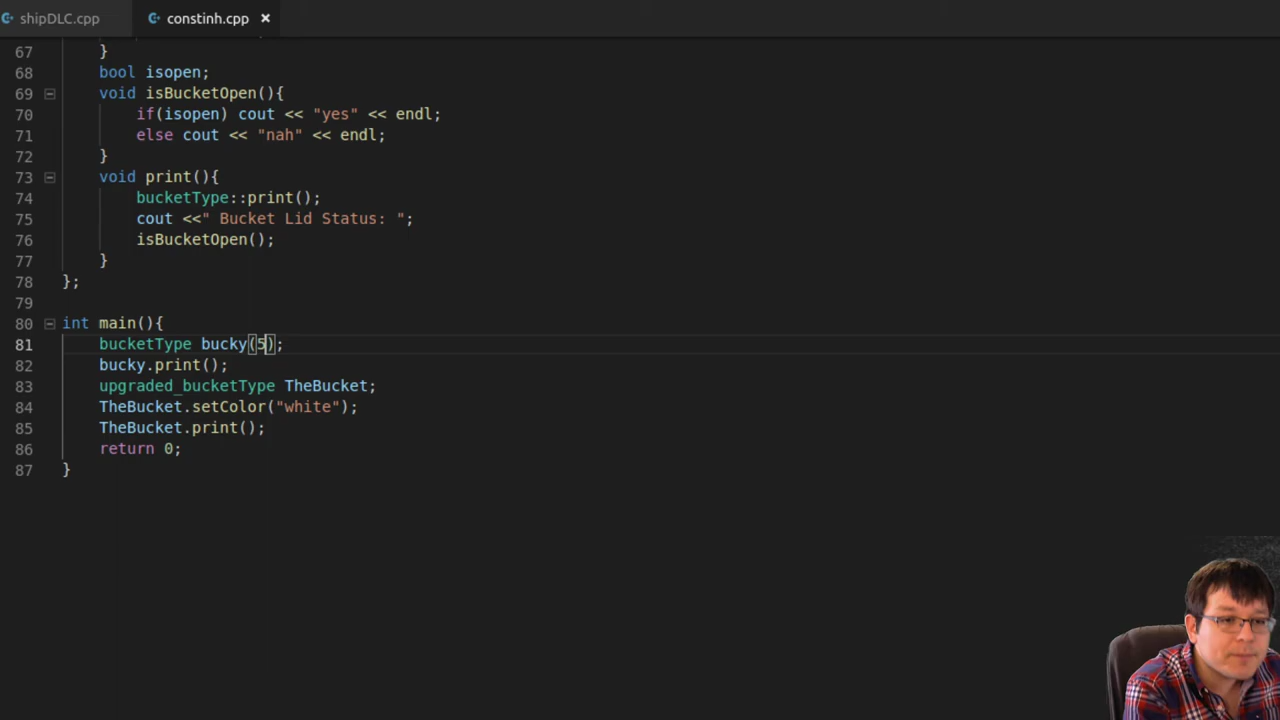 shipDLC.cpp constinh.cpp ×
67 }
68 bool isopen;
69 void isBucketOpen(){
70 if(isopen) cout << "yes" << endl;
71 else cout << "nah" << endl;
72 }
73 void print(){
74 bucketType::print();
75 cout <<" Bucket Lid Status: ";
76 isBucketOpen();
77 }
78 };
79
80 int main(){
81 bucketType bucky(5);
82 bucky.print();
83 upgraded_bucketType TheBucket;
84 TheBucket.setColor("white");
85 TheBucket.print();
86 return 0;
87 }